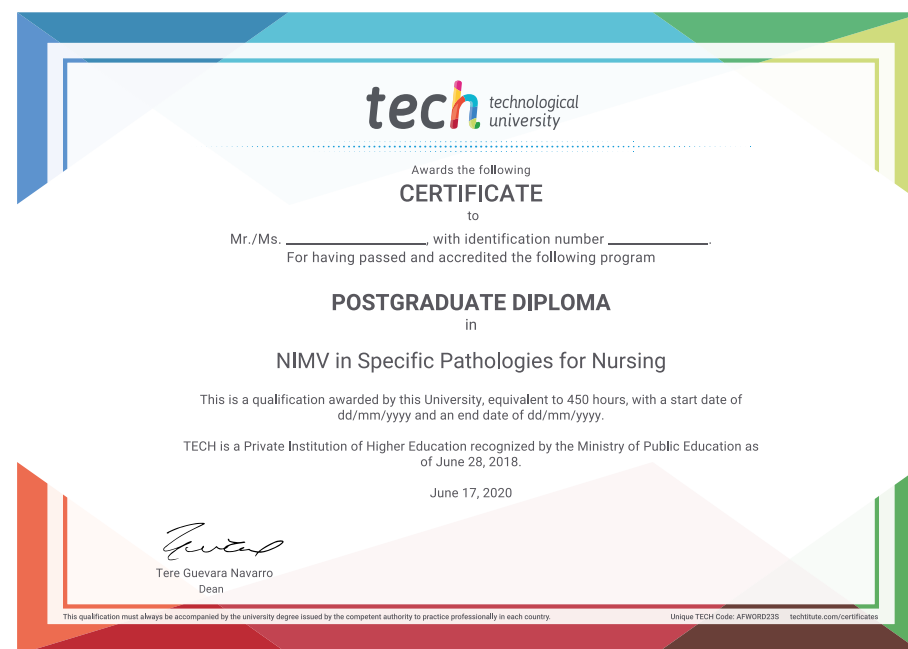 tech technological
university
Awards the following
CERTIFICATE
to
Mr./Ms. ____________, with identification number ____________.
For having passed and accredited the following program
POSTGRADUATE DIPLOMA
in
NIMV in Specific Pathologies for Nursing
This is a qualification awarded by this University, equivalent to 450 hours, with a start date of
dd/mm/yyyy and an end date of dd/mm/yyyy.
TECH is a Private Institution of Higher Education recognized by the Ministry of Public Education as
of June 28, 2018.
June 17, 2020
Tere Guevara Navarro
Dean
This qualification must always be accompanied by the university degree issued by the competent authority to practice professionally in each country. Unique TECH Code: AFWORD23S techtitute.com/certificates